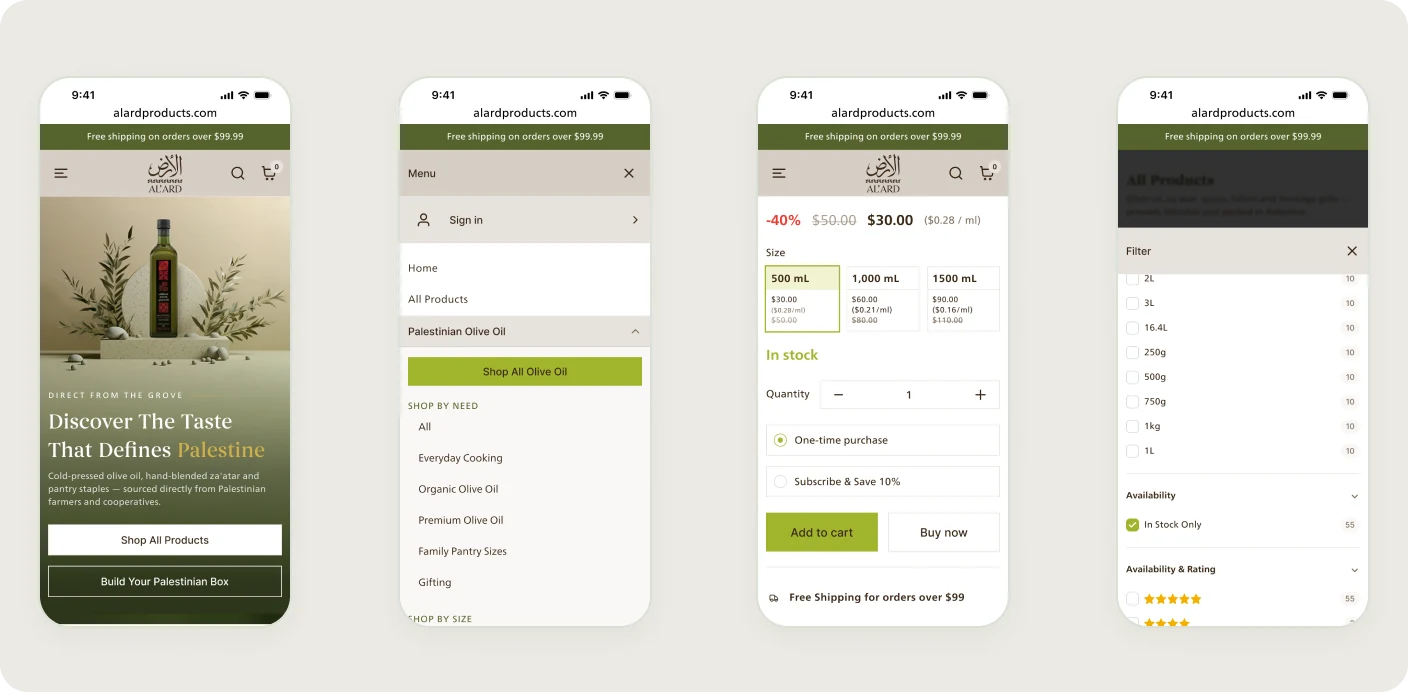 9:41
alardproducts.com
Free shipping on orders over $99.99
الأرض
AL'ARD
0
DIRECT FROM THE GROVE
Discover The Taste
That Defines Palestine
Cold-pressed olive oil, hand-blended za'atar and
pantry staples — sourced directly from Palestinian
farmers and cooperatives.
Shop All Products
Build Your Palestinian Box
9:41
alardproducts.com
Free shipping on orders over $99.99
Menu
Sign in
Home
All Products
Palestinian Olive Oil
Shop All Olive Oil
SHOP BY NEED
All
Everyday Cooking
Organic Olive Oil
Premium Olive Oil
Family Pantry Sizes
Gifting
SHOP BY SIZE
9:41
alardproducts.com
Free shipping on orders over $99.99
الأرض
AL'ARD
0
-40% $50.00 $30.00 ($0.28 / ml)
Size
500 mL 1,000 mL 1500 mL
$30.00 $60.00 $90.00
($0.28/ml) ($0.21/ml) ($0.16/ml)
$50.00 $80.00 $110.00
In stock
Quantity 1
One-time purchase
Subscribe & Save 10%
Add to cart Buy now
Free Shipping for orders over $99
9:41
alardproducts.com
Free shipping on orders over $99.99
All Products
Filter
2L 10
3L 10
16.4L 10
250g 10
500g 10
750g 10
1kg 10
1L 10
Availability
In Stock Only 55
Availability & Rating
55